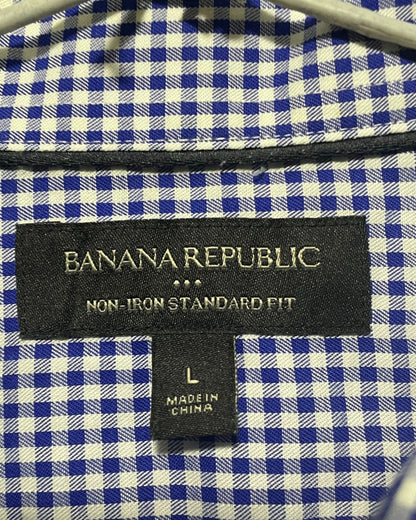 BANANA REPUBLIC
NON-IRON STANDARD FIT
L
MADE IN
CHINA